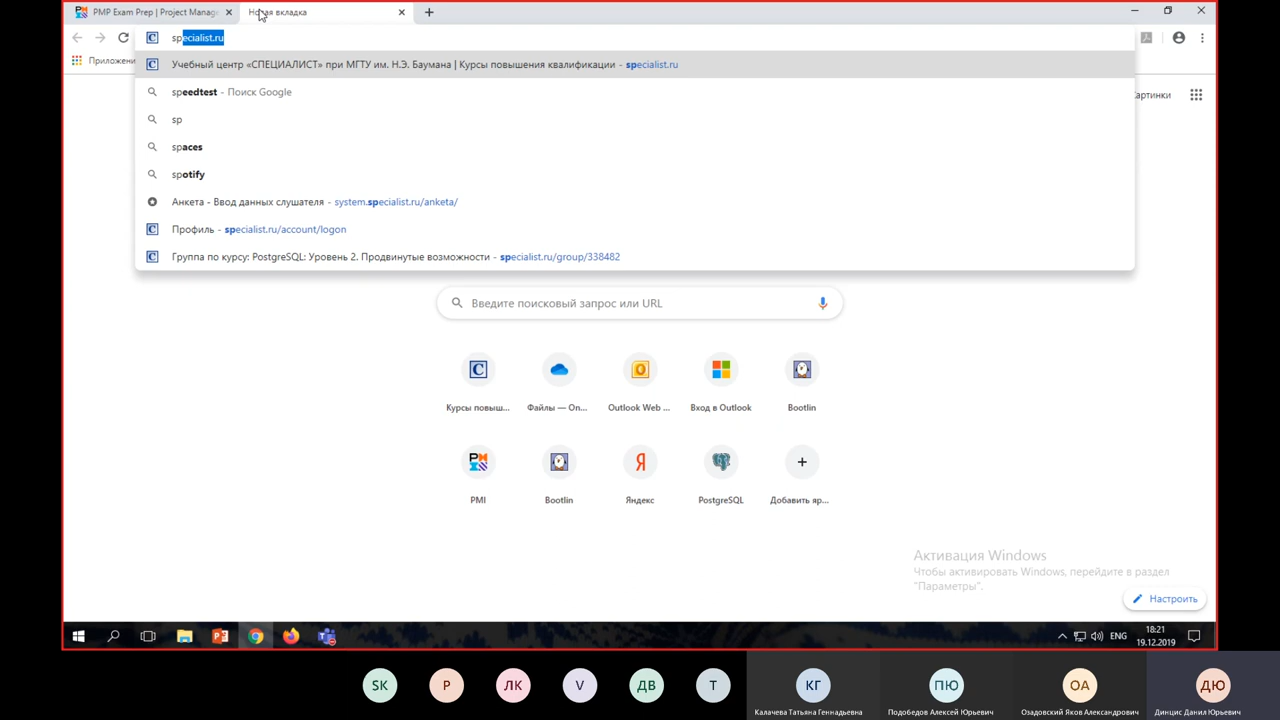 PMP Exam Prep | Project Manag
Новая вкладка
specialist.ru
Приложени
Учебный центр «СПЕЦИАЛИСТ» при МГТУ им. Н.Э. Баумана | Курсы повышения квалификации - specialist.ru
speedtest - Поиск Google
sp
spaces
spotify
Анкета - Ввод данных слушателя - system.specialist.ru/anketa/
Профиль - specialist.ru/account/logon
Группа по курсу: PostgreSQL: Уровень 2. Продвинутые возможности - specialist.ru/group/338482
артинки
Введите поисковый запрос или URL
C
Курсы повыш...
Файлы — On...
Outlook Web ...
Вход в Outlook
Bootlin
PMI
Bootlin
Я
Яндекс
PostgreSQL
Добавить яр...
Активация Windows
Чтобы активировать Windows, перейдите в раздел
"Параметры".
Настроить
ENG
18:21
19.12.2019
SK
P
ЛК
V
ДВ
T
КГ
Калачева Татьяна Геннадьевна
ПЮ
Подобедов Алексей Юрьевич
ОА
Озадовский Яков Александрович
ДЮ
Динцис Данил Юрьевич